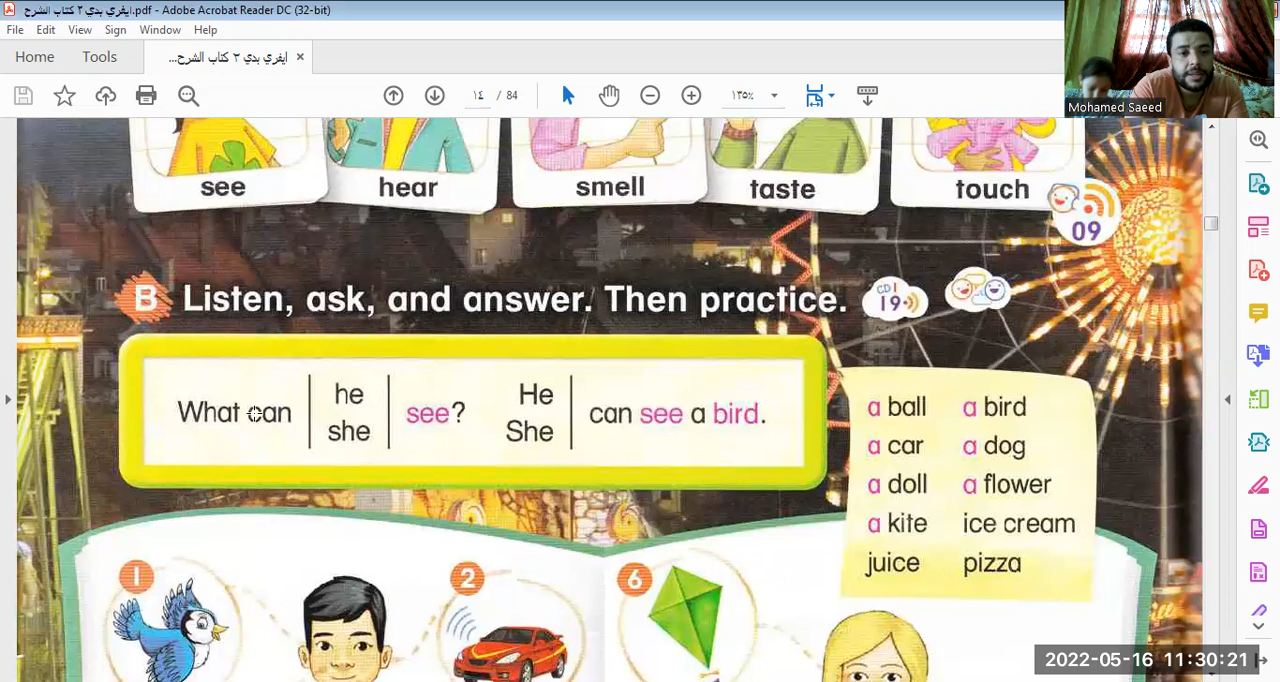 ايفري بدي ٢ كتاب الشرح.pdf - Adobe Acrobat Reader DC (32-bit)
File Edit View Sign Window Help
Home Tools ايفري بدي ٢ كتاب الشرح...
١٤ / 84 ١٣٥%
Mohamed Saeed
see hear smell taste touch
09
B Listen, ask, and answer. Then practice. CD1 19
What can he she see? He She can see a bird.
a ball a bird
a car a dog
a doll a flower
a kite ice cream
juice pizza
1 2 6
2022-05-16 11:30:21